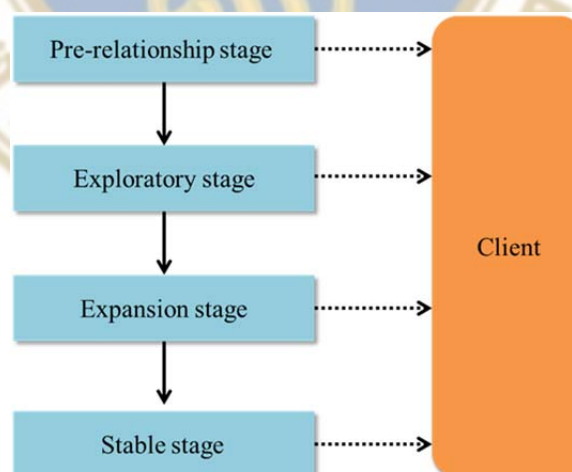 Pre-relationship stage
Exploratory stage
Client
Expansion stage
Stable stage